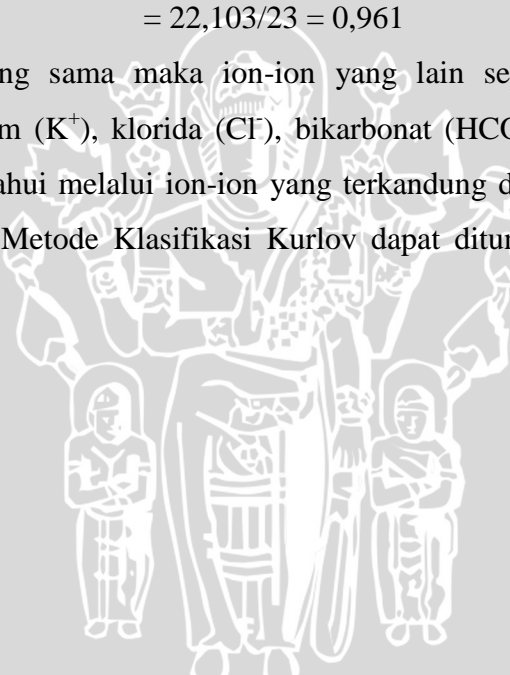 = 22,103/23 = 0,961
ng sama maka ion-ion yang lain se
m (K⁺), klorida (Cl⁻), bikarbonat (HCO
ahui melalui ion-ion yang terkandung d
Metode Klasifikasi Kurlov dapat ditu